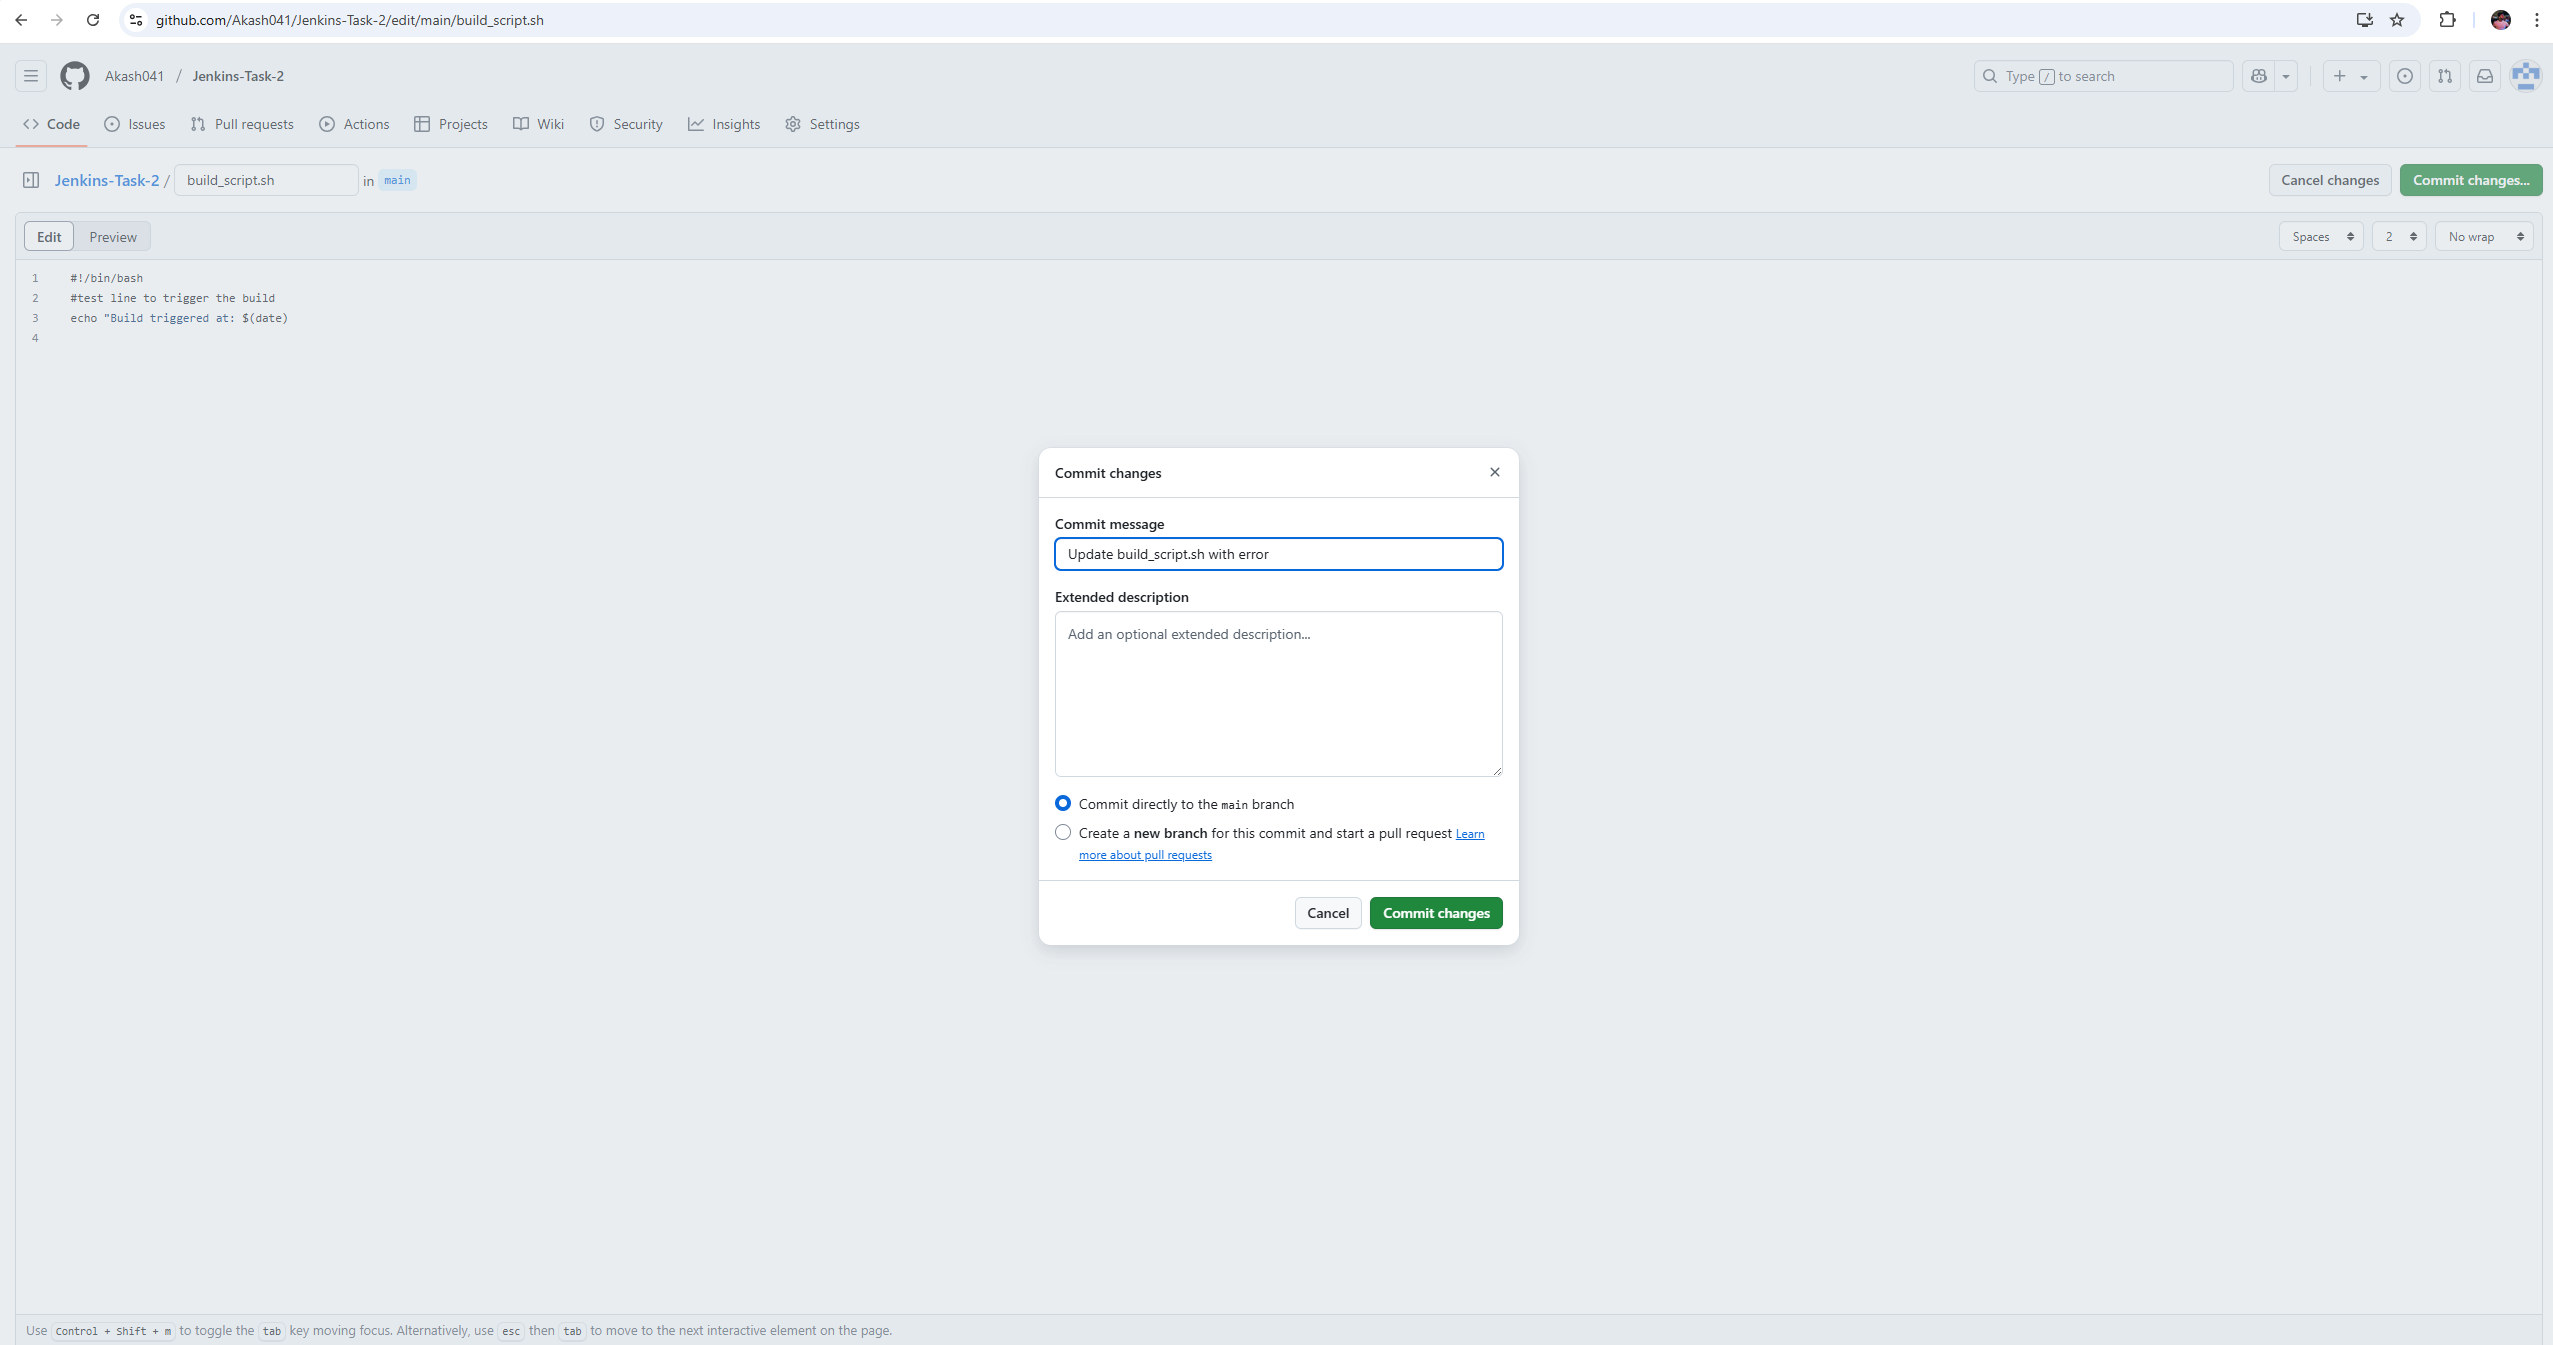 github.com/Akash041/Jenkins-Task-2/edit/main/build_script.sh
Akash041 / Jenkins-Task-2
Type / to search
Code Issues Pull requests Actions Projects Wiki Security Insights Settings
Jenkins-Task-2 / build_script.sh in main
Cancel changes Commit changes...
Edit Preview
Spaces 2 No wrap
1 #!/bin/bash
2 #test line to trigger the build
3 echo "Build triggered at: $(date)
4
Commit changes
Commit message
Update build_script.sh with error
Extended description
Add an optional extended description...
Commit directly to the main branch
Create a new branch for this commit and start a pull request Learn
more about pull requests
Cancel Commit changes
Use Control + Shift + m to toggle the tab key moving focus. Alternatively, use esc then tab to move to the next interactive element on the page.